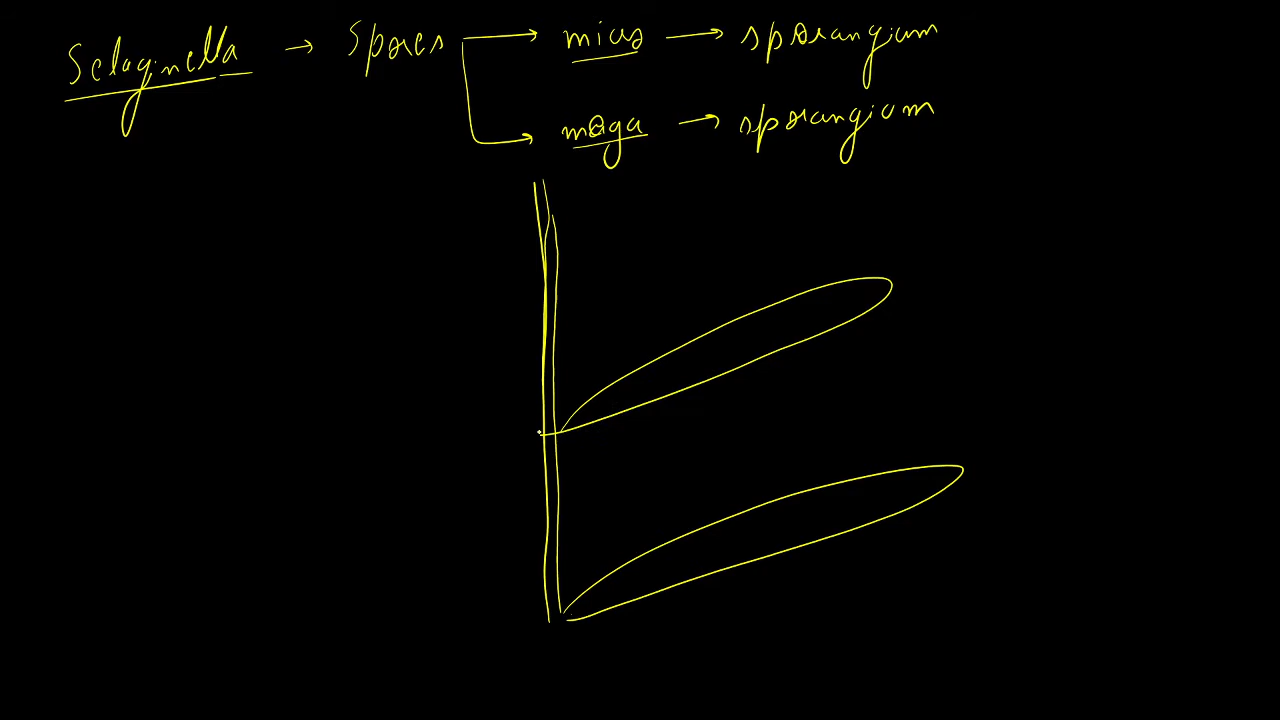 Selaginella → Spores → micro → sporangium
→ mega → sporangium